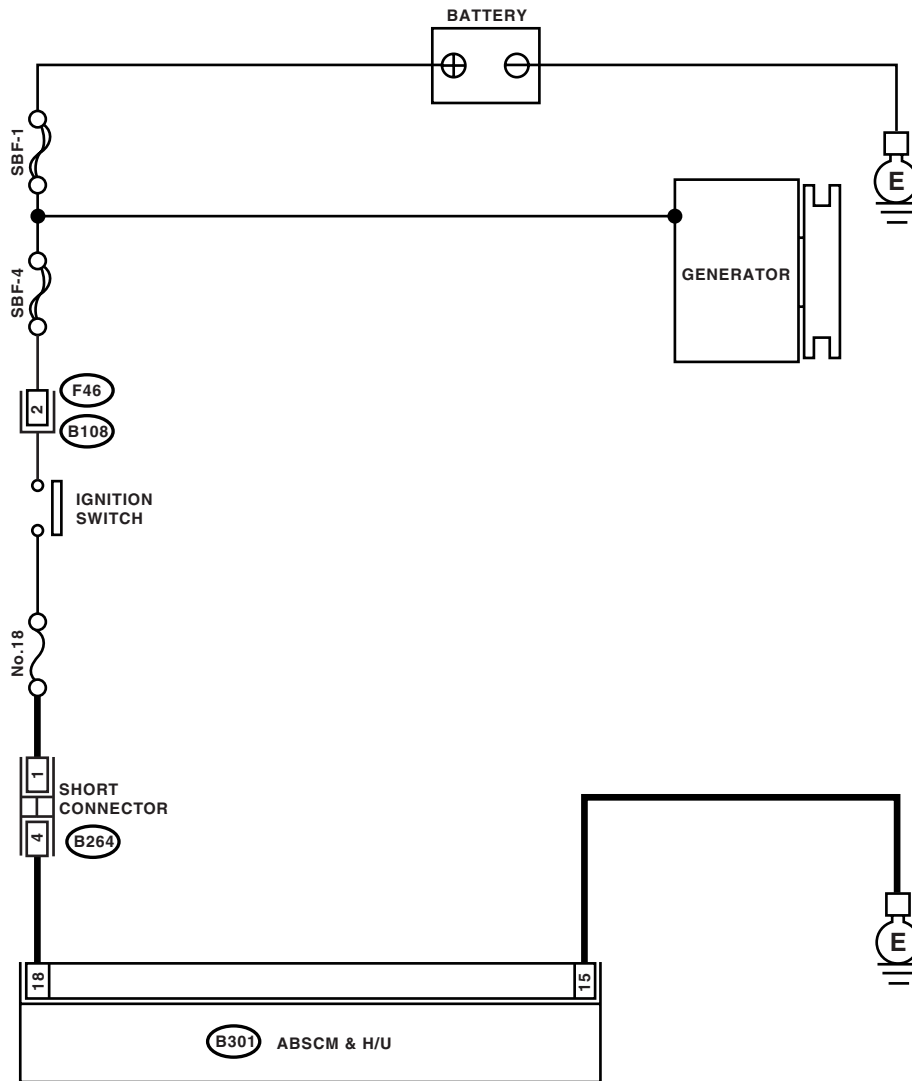 BATTERY
SBF-1
E
GENERATOR
SBF-4
F46
2
B108
IGNITION
SWITCH
No.18
1
SHORT
CONNECTOR
4
B264
E
18
15
B301 ABSCM & H/U